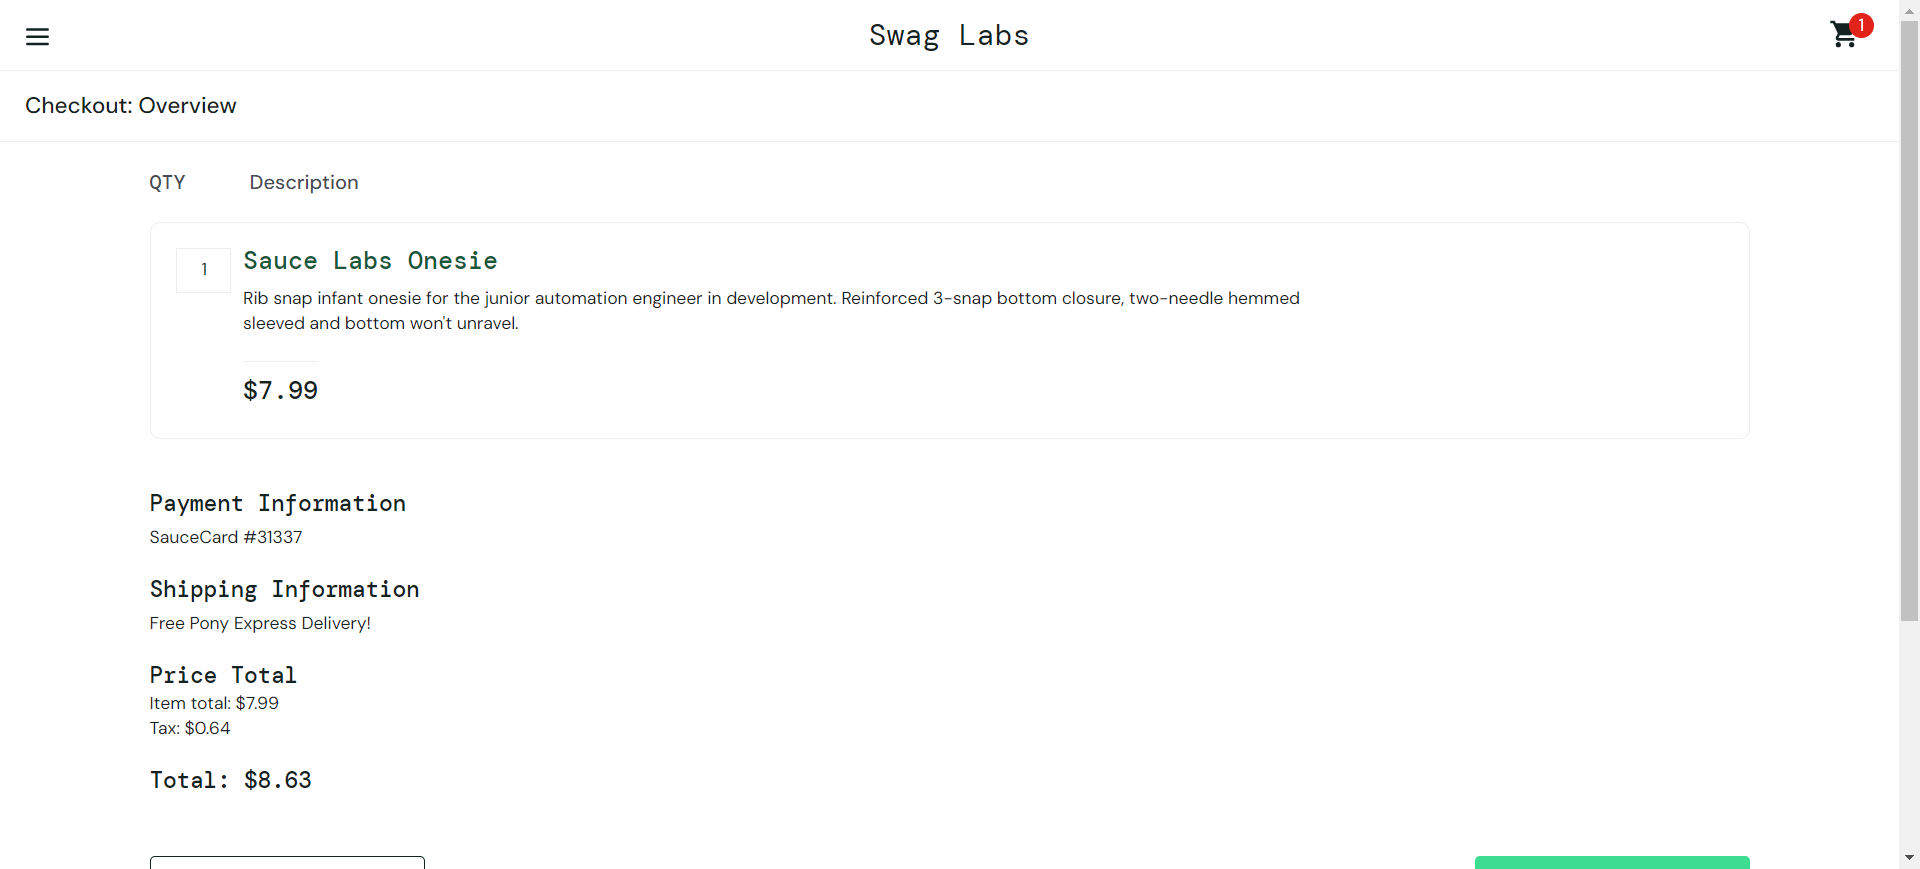 Swag Labs
1
Checkout: Overview
QTY Description
1
Sauce Labs Onesie
Rib snap infant onesie for the junior automation engineer in development. Reinforced 3-snap bottom closure, two-needle hemmed
sleeved and bottom won't unravel.
$7.99
Payment Information
SauceCard #31337
Shipping Information
Free Pony Express Delivery!
Price Total
Item total: $7.99
Tax: $0.64
Total: $8.63